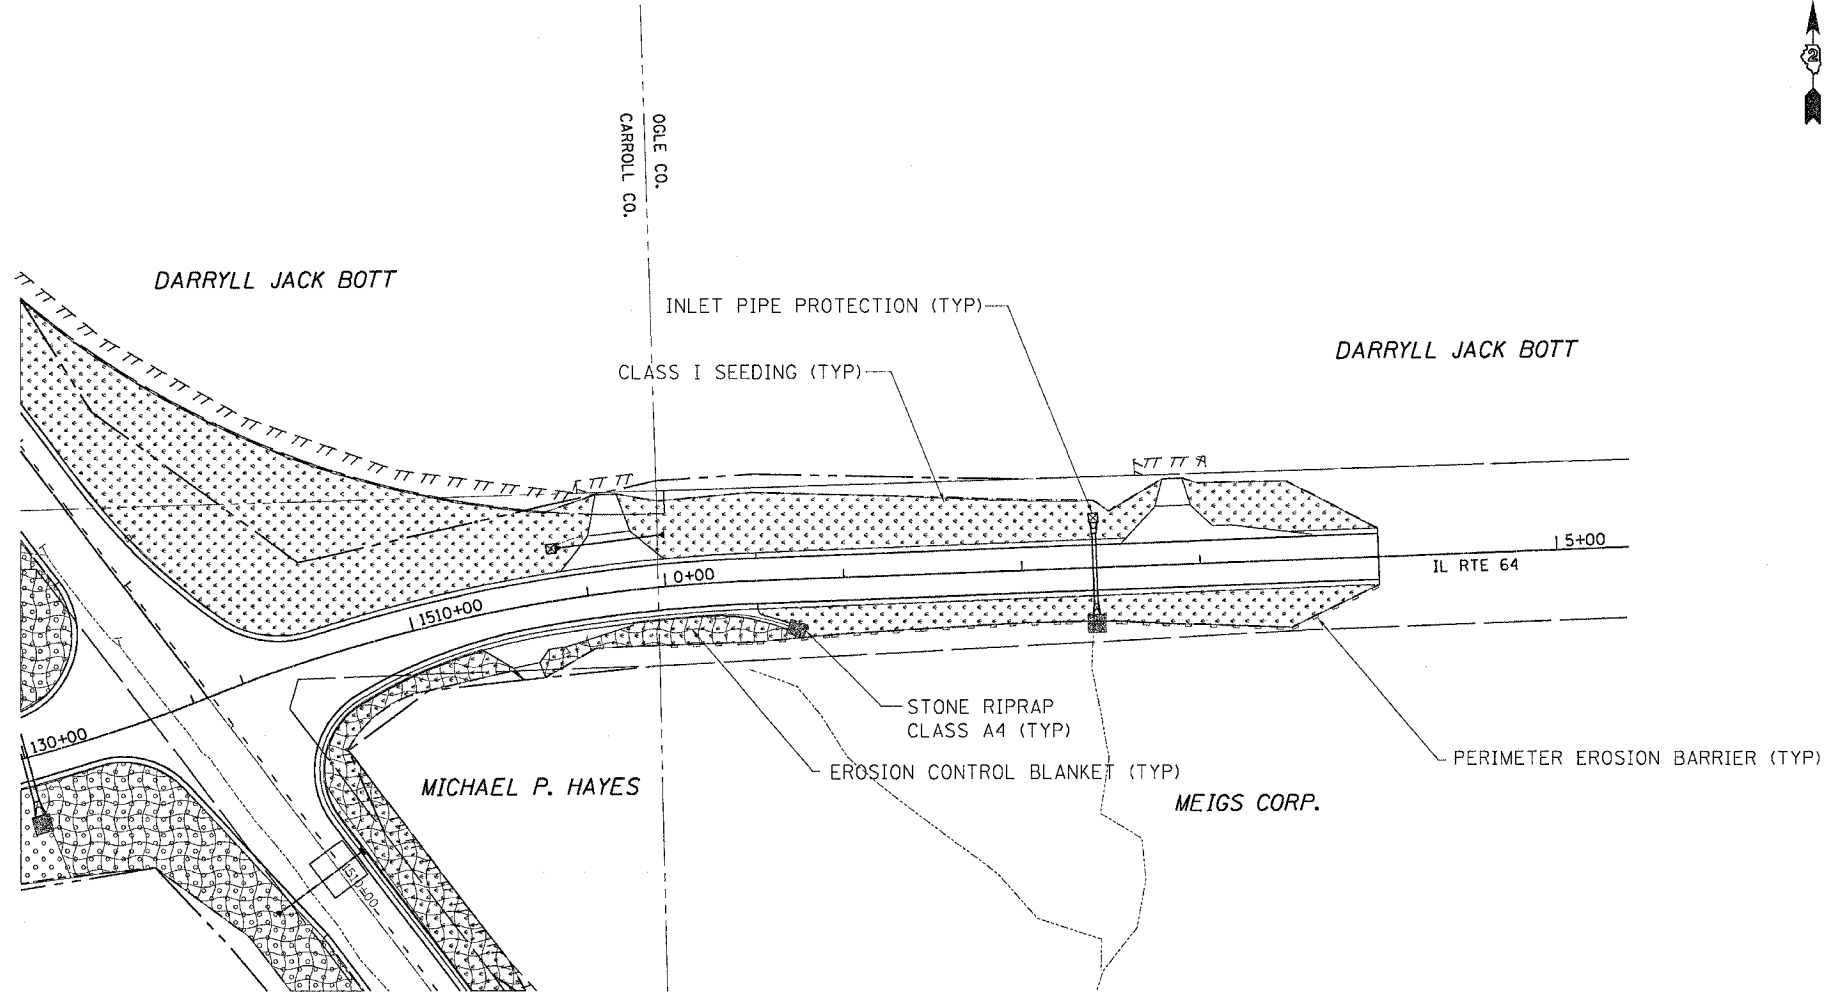 2
OGLE CO.
CARROLL CO.
DARRYLL JACK BOTT
INLET PIPE PROTECTION (TYP)
DARRYLL JACK BOTT
CLASS I SEEDING (TYP)
5+00
IL RTE 64
0+00
1510+00
STONE RIPRAP
CLASS A4 (TYP)
130+00
PERIMETER EROSION BARRIER (TYP)
EROSION CONTROL BLANKET (TYP)
MICHAEL P. HAYES
MEIGS CORP.
1510+00